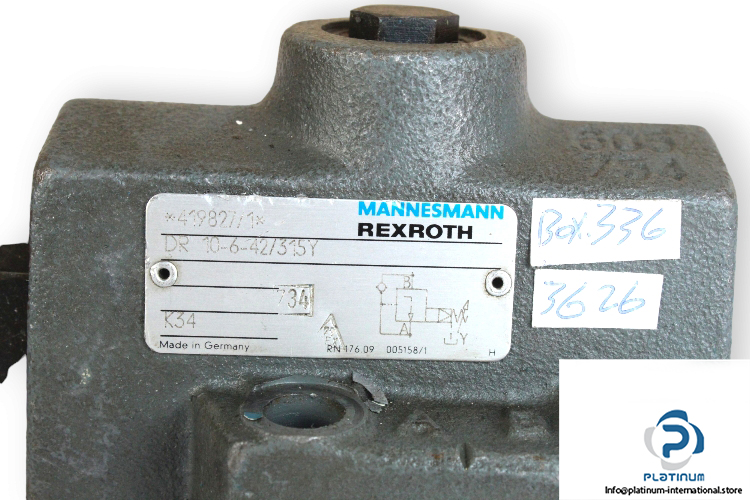 MANNESMANN
REXROTH
*419827/1*
DR 10-6-42/315Y
734
K34
Made in Germany
RN 176.09 005158/1 H
B
A
Y
Box.336
3626
A B
PLATINUM
Info@platinum-international.store